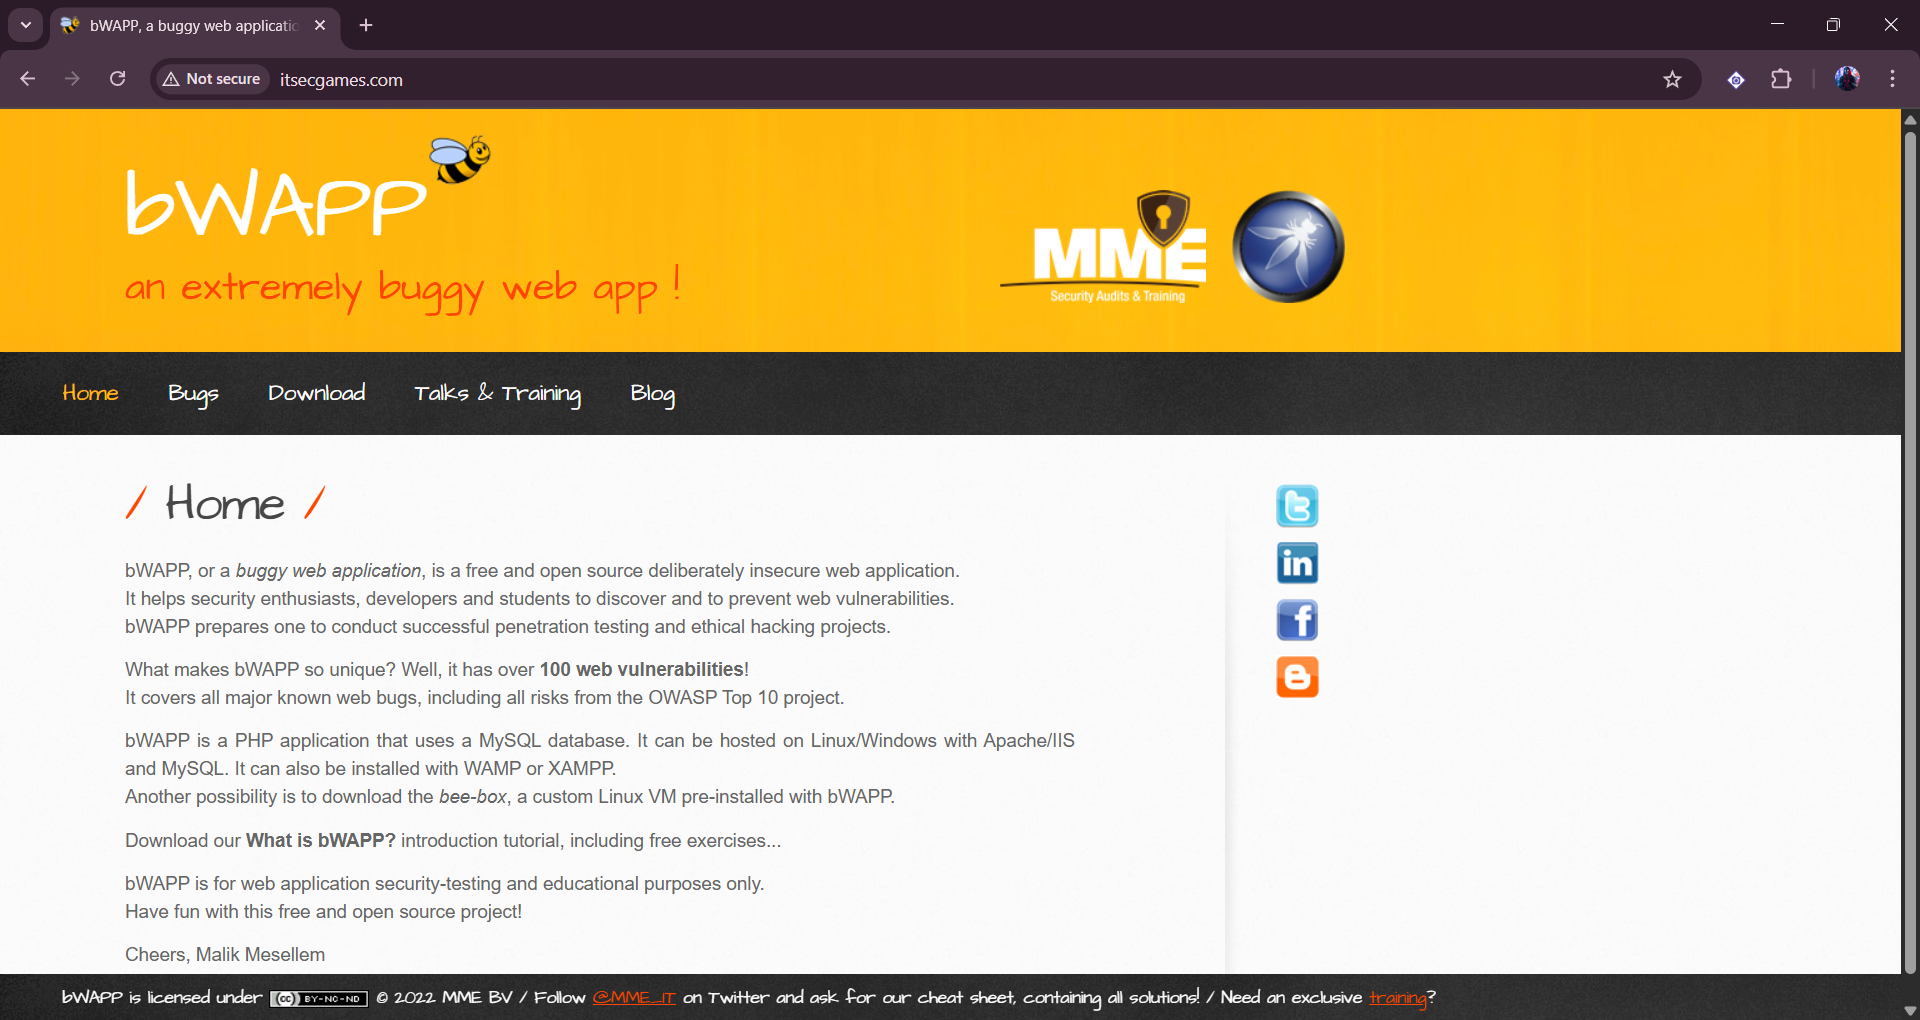 bWAPP, a buggy web applicatio
Not secure
itsecgames.com
bWAPP
an extremely buggy web app !
MME
Security Audits & Training
Home
Bugs
Download
Talks & Training
Blog
/ Home /
bWAPP, or a buggy web application, is a free and open source deliberately insecure web application.
It helps security enthusiasts, developers and students to discover and to prevent web vulnerabilities.
bWAPP prepares one to conduct successful penetration testing and ethical hacking projects.
What makes bWAPP so unique? Well, it has over 100 web vulnerabilities!
It covers all major known web bugs, including all risks from the OWASP Top 10 project.
bWAPP is a PHP application that uses a MySQL database. It can be hosted on Linux/Windows with Apache/IIS
and MySQL. It can also be installed with WAMP or XAMPP.
Another possibility is to download the bee-box, a custom Linux VM pre-installed with bWAPP.
Download our What is bWAPP? introduction tutorial, including free exercises...
bWAPP is for web application security-testing and educational purposes only.
Have fun with this free and open source project!
Cheers, Malik Mesellem
bWAPP is licensed under (cc) BY-NC-ND © 2022 MME BV / Follow @MME_IT on Twitter and ask for our cheat sheet, containing all solutions! / Need an exclusive training?